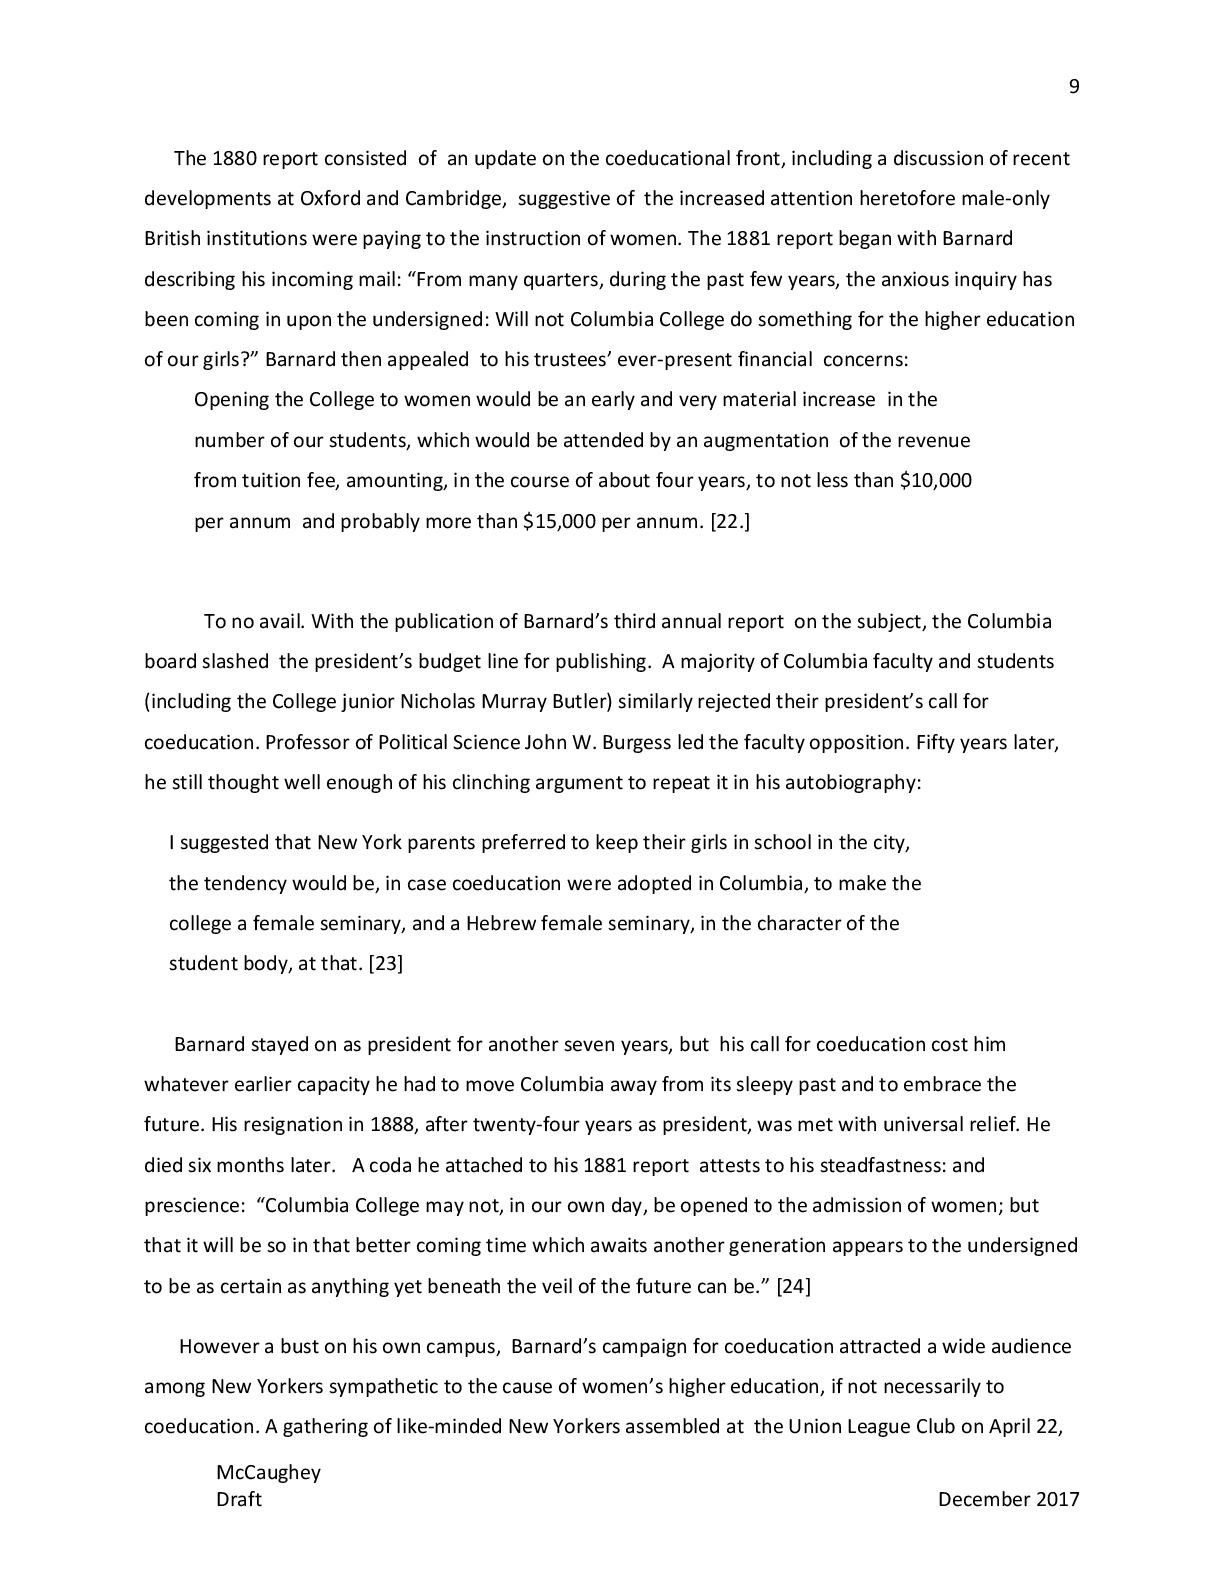 9
The 1880 report consisted of an update on the coeducational front, including a discussion of recent
developments at Oxford and Cambridge, suggestive of the increased attention heretofore male-only
British institutions were paying to the instruction of women. The 1881 report began with Barnard
describing his incoming mail: “From many quarters, during the past few years, the anxious inquiry has
been coming in upon the undersigned: Will not Columbia College do something for the higher education
of our girls?” Barnard then appealed to his trustees’ ever-present financial concerns:
Opening the College to women would be an early and very material increase in the
number of our students, which would be attended by an augmentation of the revenue
from tuition fee, amounting, in the course of about four years, to not less than $10,000
per annum and probably more than $15,000 per annum. [22.]
To no avail. With the publication of Barnard’s third annual report on the subject, the Columbia
board slashed the president’s budget line for publishing. A majority of Columbia faculty and students
(including the College junior Nicholas Murray Butler) similarly rejected their president’s call for
coeducation. Professor of Political Science John W. Burgess led the faculty opposition. Fifty years later,
he still thought well enough of his clinching argument to repeat it in his autobiography:
I suggested that New York parents preferred to keep their girls in school in the city,
the tendency would be, in case coeducation were adopted in Columbia, to make the
college a female seminary, and a Hebrew female seminary, in the character of the
student body, at that. [23]
Barnard stayed on as president for another seven years, but his call for coeducation cost him
whatever earlier capacity he had to move Columbia away from its sleepy past and to embrace the
future. His resignation in 1888, after twenty-four years as president, was met with universal relief. He
died six months later. A coda he attached to his 1881 report attests to his steadfastness: and
prescience: “Columbia College may not, in our own day, be opened to the admission of women; but
that it will be so in that better coming time which awaits another generation appears to the undersigned
to be as certain as anything yet beneath the veil of the future can be.” [24]
However a bust on his own campus, Barnard’s campaign for coeducation attracted a wide audience
among New Yorkers sympathetic to the cause of women’s higher education, if not necessarily to
coeducation. A gathering of like-minded New Yorkers assembled at the Union League Club on April 22,
McCaughey
Draft December 2017